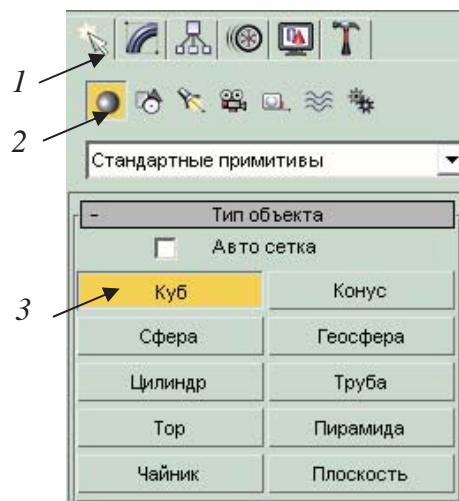 1
2
Стандартные примитивы
- Тип объекта
Авто сетка
3 Куб Конус
Сфера Геосфера
Цилиндр Труба
Тор Пирамида
Чайник Плоскость